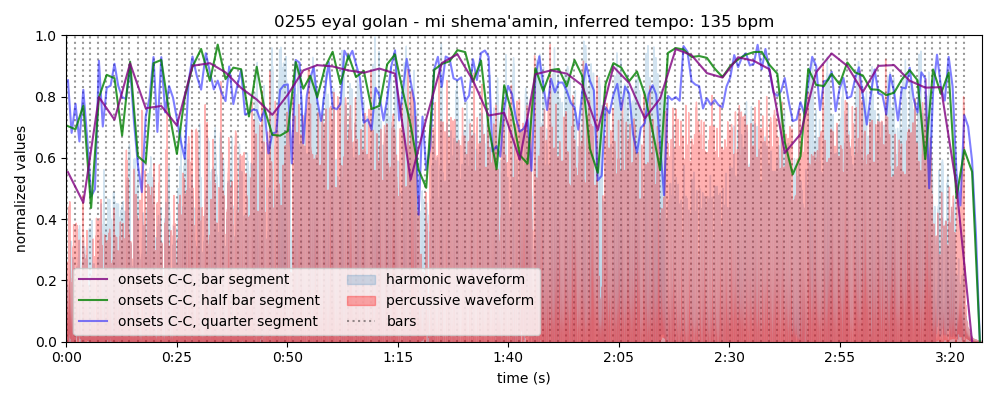 0255 eyal golan - mi shema'amin, inferred tempo: 135 bpm
1.0
0.8
0.6
0.4
0.2
0.0
normalized values
onsets C-C, bar segment
onsets C-C, half bar segment
onsets C-C, quarter segment
harmonic waveform
percussive waveform
bars
0:00 0:25 0:50 1:15 1:40 2:05 2:30 2:55 3:20
time (s)